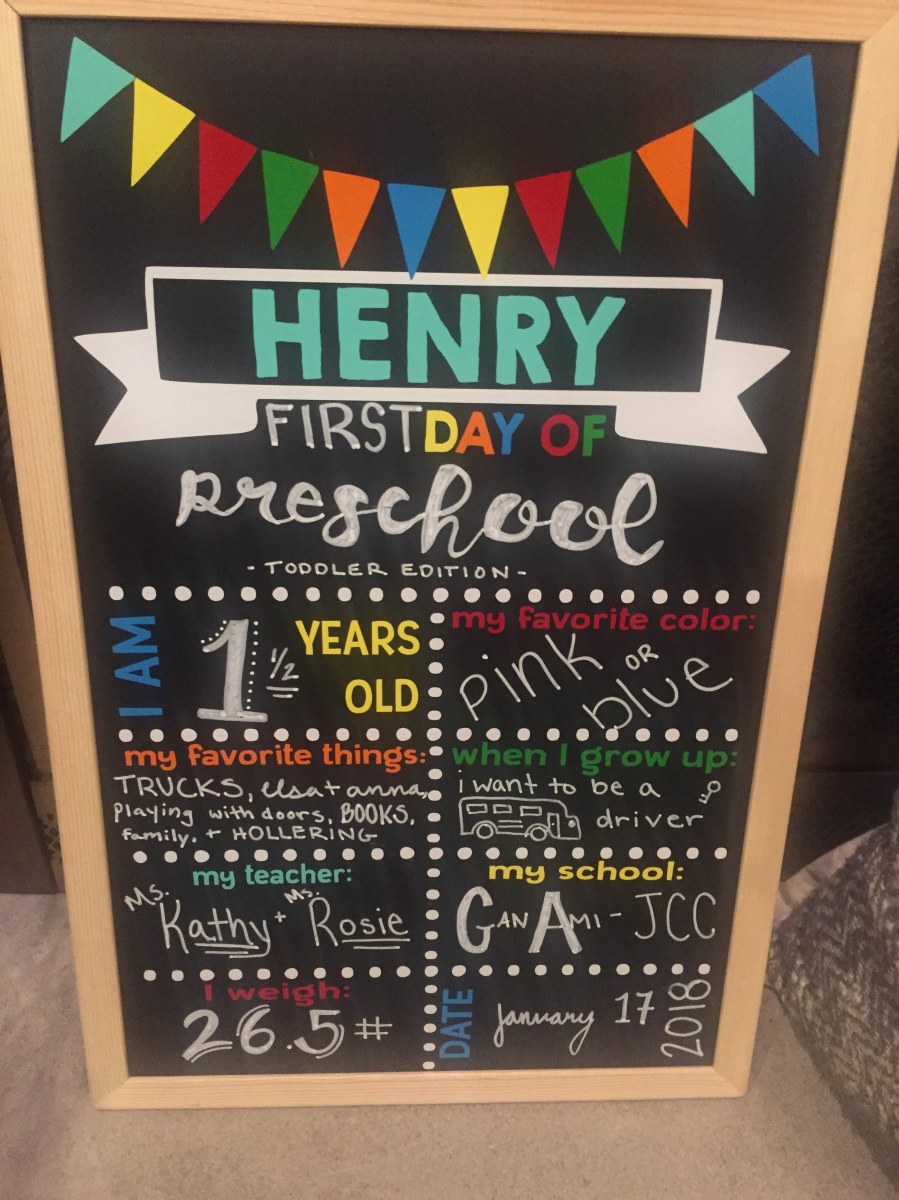 HENRY
FIRST DAY OF
preschool
- TODDLER EDITION -
I AM 1 1/2 YEARS OLD
my favorite color:
pink OR blue
my favorite things:
TRUCKS, elsa + anna,
playing with doors, BOOKS,
family, + HOLLERING
when I grow up:
i want to be a
driver
my teacher:
Ms. Kathy + Ms. Rosie
my school:
GAN AMI - JCC
I weigh:
26.5 #
DATE january 17 2018